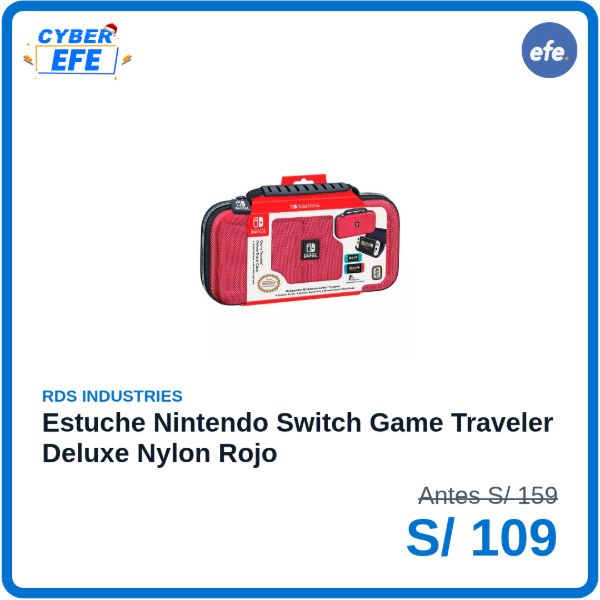 CYBER
EFE
efe.
RDS INDUSTRIES
Estuche Nintendo Switch Game Traveler
Deluxe Nylon Rojo
Antes S/ 159
S/ 109